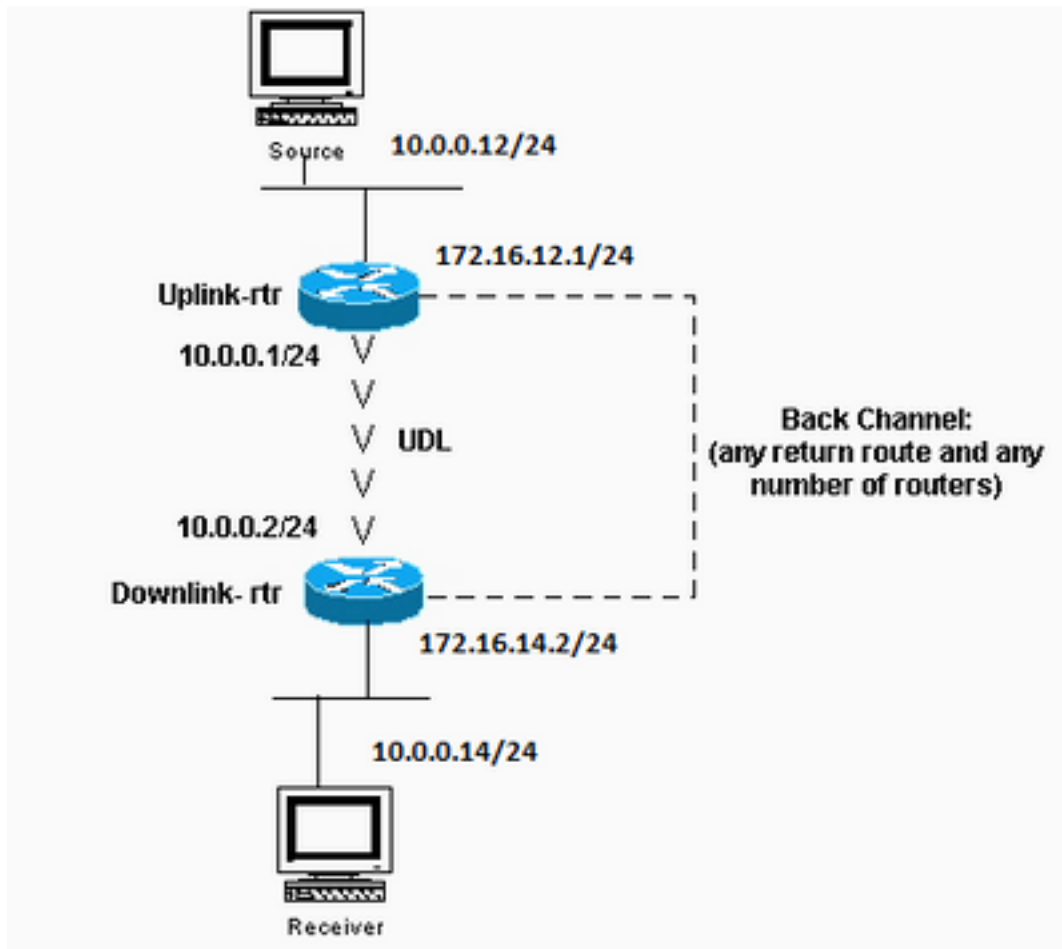 Source
10.0.0.12/24
172.16.12.1/24
Uplink-rtr
10.0.0.1/24
UDL
Back Channel:
(any return route and any
number of routers)
10.0.0.2/24
Downlink- rtr
172.16.14.2/24
10.0.0.14/24
Receiver